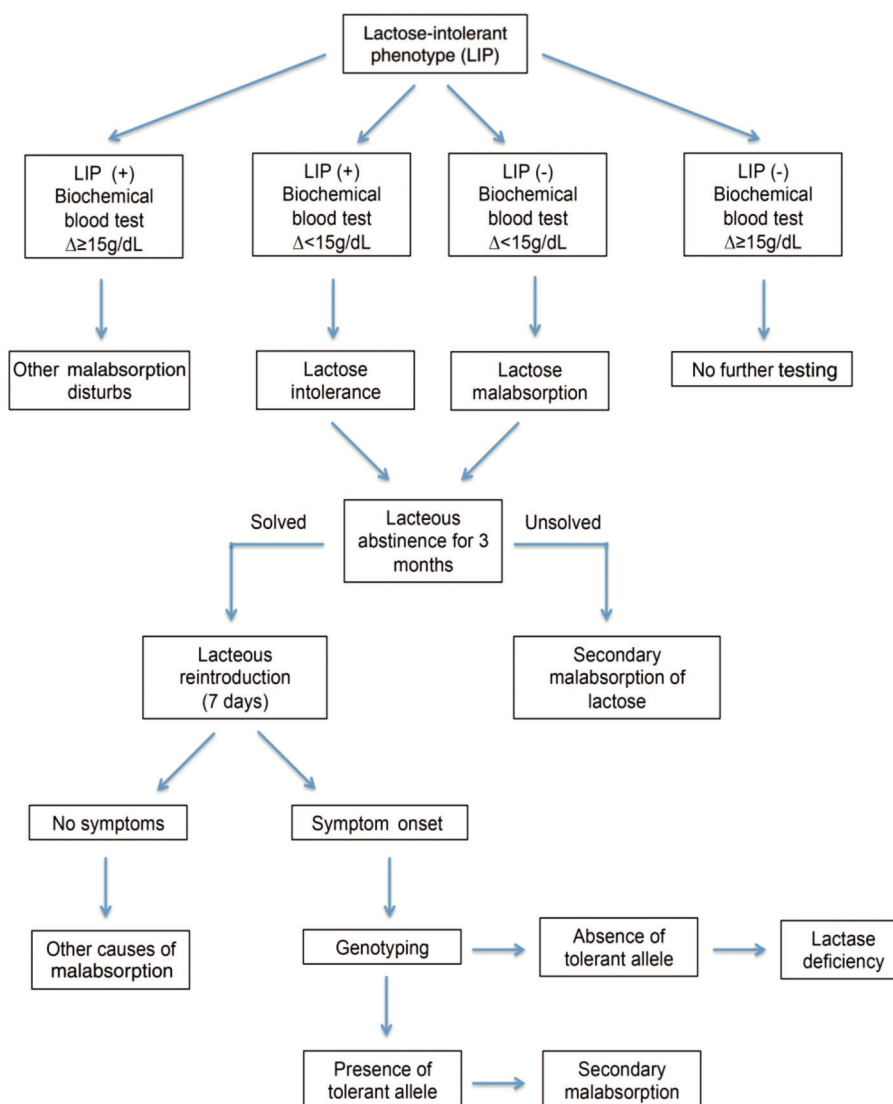 Lactose-intolerant
phenotype (LIP)
LIP (+)
Biochemical
blood test
Δ≥15g/dL
LIP (+)
Biochemical
blood test
Δ<15g/dL
LIP (-)
Biochemical
blood test
Δ<15g/dL
LIP (-)
Biochemical
blood test
Δ≥15g/dL
Other malabsorption
disturbs
Lactose
intolerance
Lactose
malabsorption
No further testing
Solved
Lacteous
abstinence for 3
months
Unsolved
Lacteous
reintroduction
(7 days)
Secondary
malabsorption of
lactose
No symptoms
Symptom onset
Other causes of
malabsorption
Genotyping
Absence of
tolerant allele
Lactase
deficiency
Presence of
tolerant allele
Secondary
malabsorption